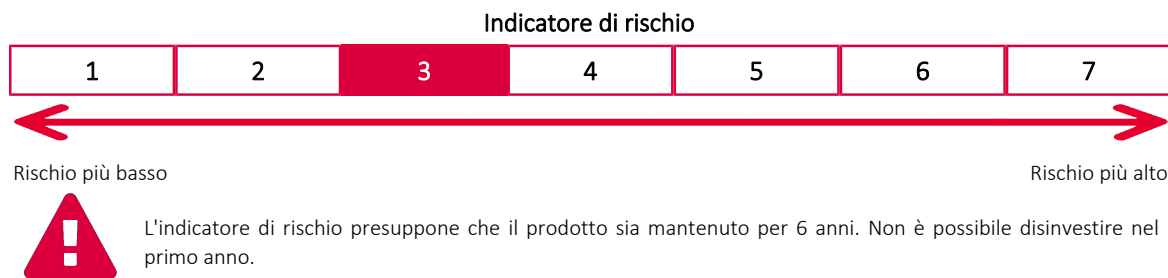 Indicatore di rischio
1 2 3 4 5 6 7
Rischio più basso Rischio più alto
L'indicatore di rischio presuppone che il prodotto sia mantenuto per 6 anni. Non è possibile disinvestire nel
primo anno.